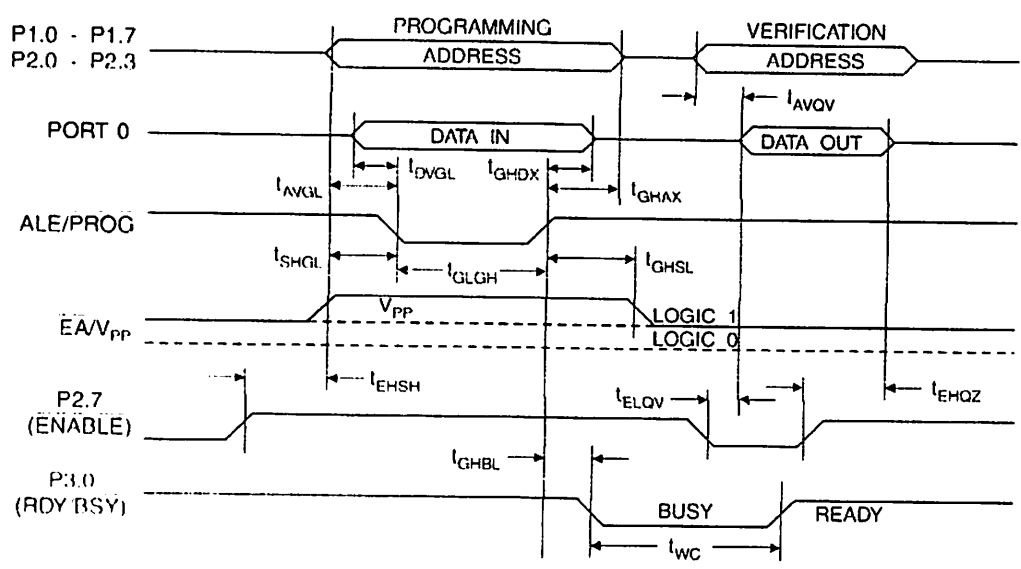 P1.0 - P1.7
P2.0 - P2.3
PROGRAMMING
ADDRESS
VERIFICATION
ADDRESS
tAVQV
PORT 0
DATA IN
DATA OUT
tDVGL
tGHDX
tAVGL
tGHAX
ALE/PROG
tSHGL
tGLGH
tGHSL
VPP
EA/VPP
LOGIC 1
LOGIC 0
tEHSH
tELQV
tEHQZ
P2.7
(ENABLE)
tGHBL
P3.0
(RDY/BSY)
BUSY
READY
tWC